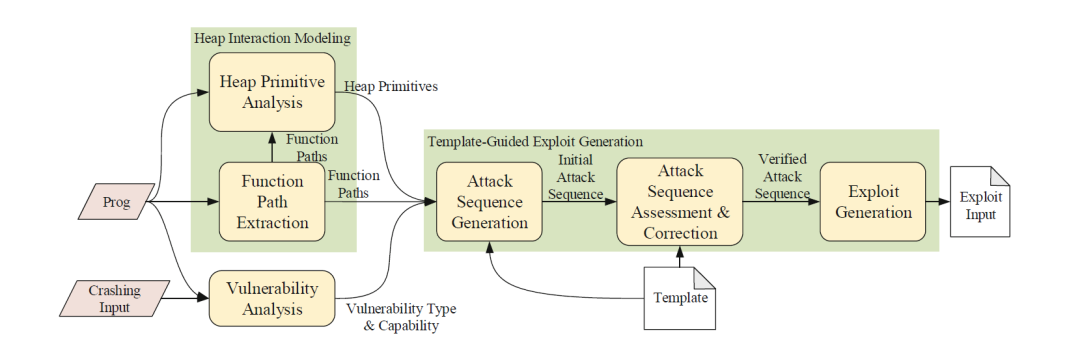 Heap Interaction Modeling
Heap Primitive
Analysis
Heap Primitives
Function
Paths
Function
Path
Extraction
Function
Paths
Prog
Crashing
Input
Vulnerability
Analysis
Vulnerability Type
& Capability
Template-Guided Exploit Generation
Attack
Sequence
Generation
Initial
Attack
Sequence
Attack
Sequence
Assessment &
Correction
Verified
Attack
Sequence
Exploit
Generation
Exploit
Input
Template